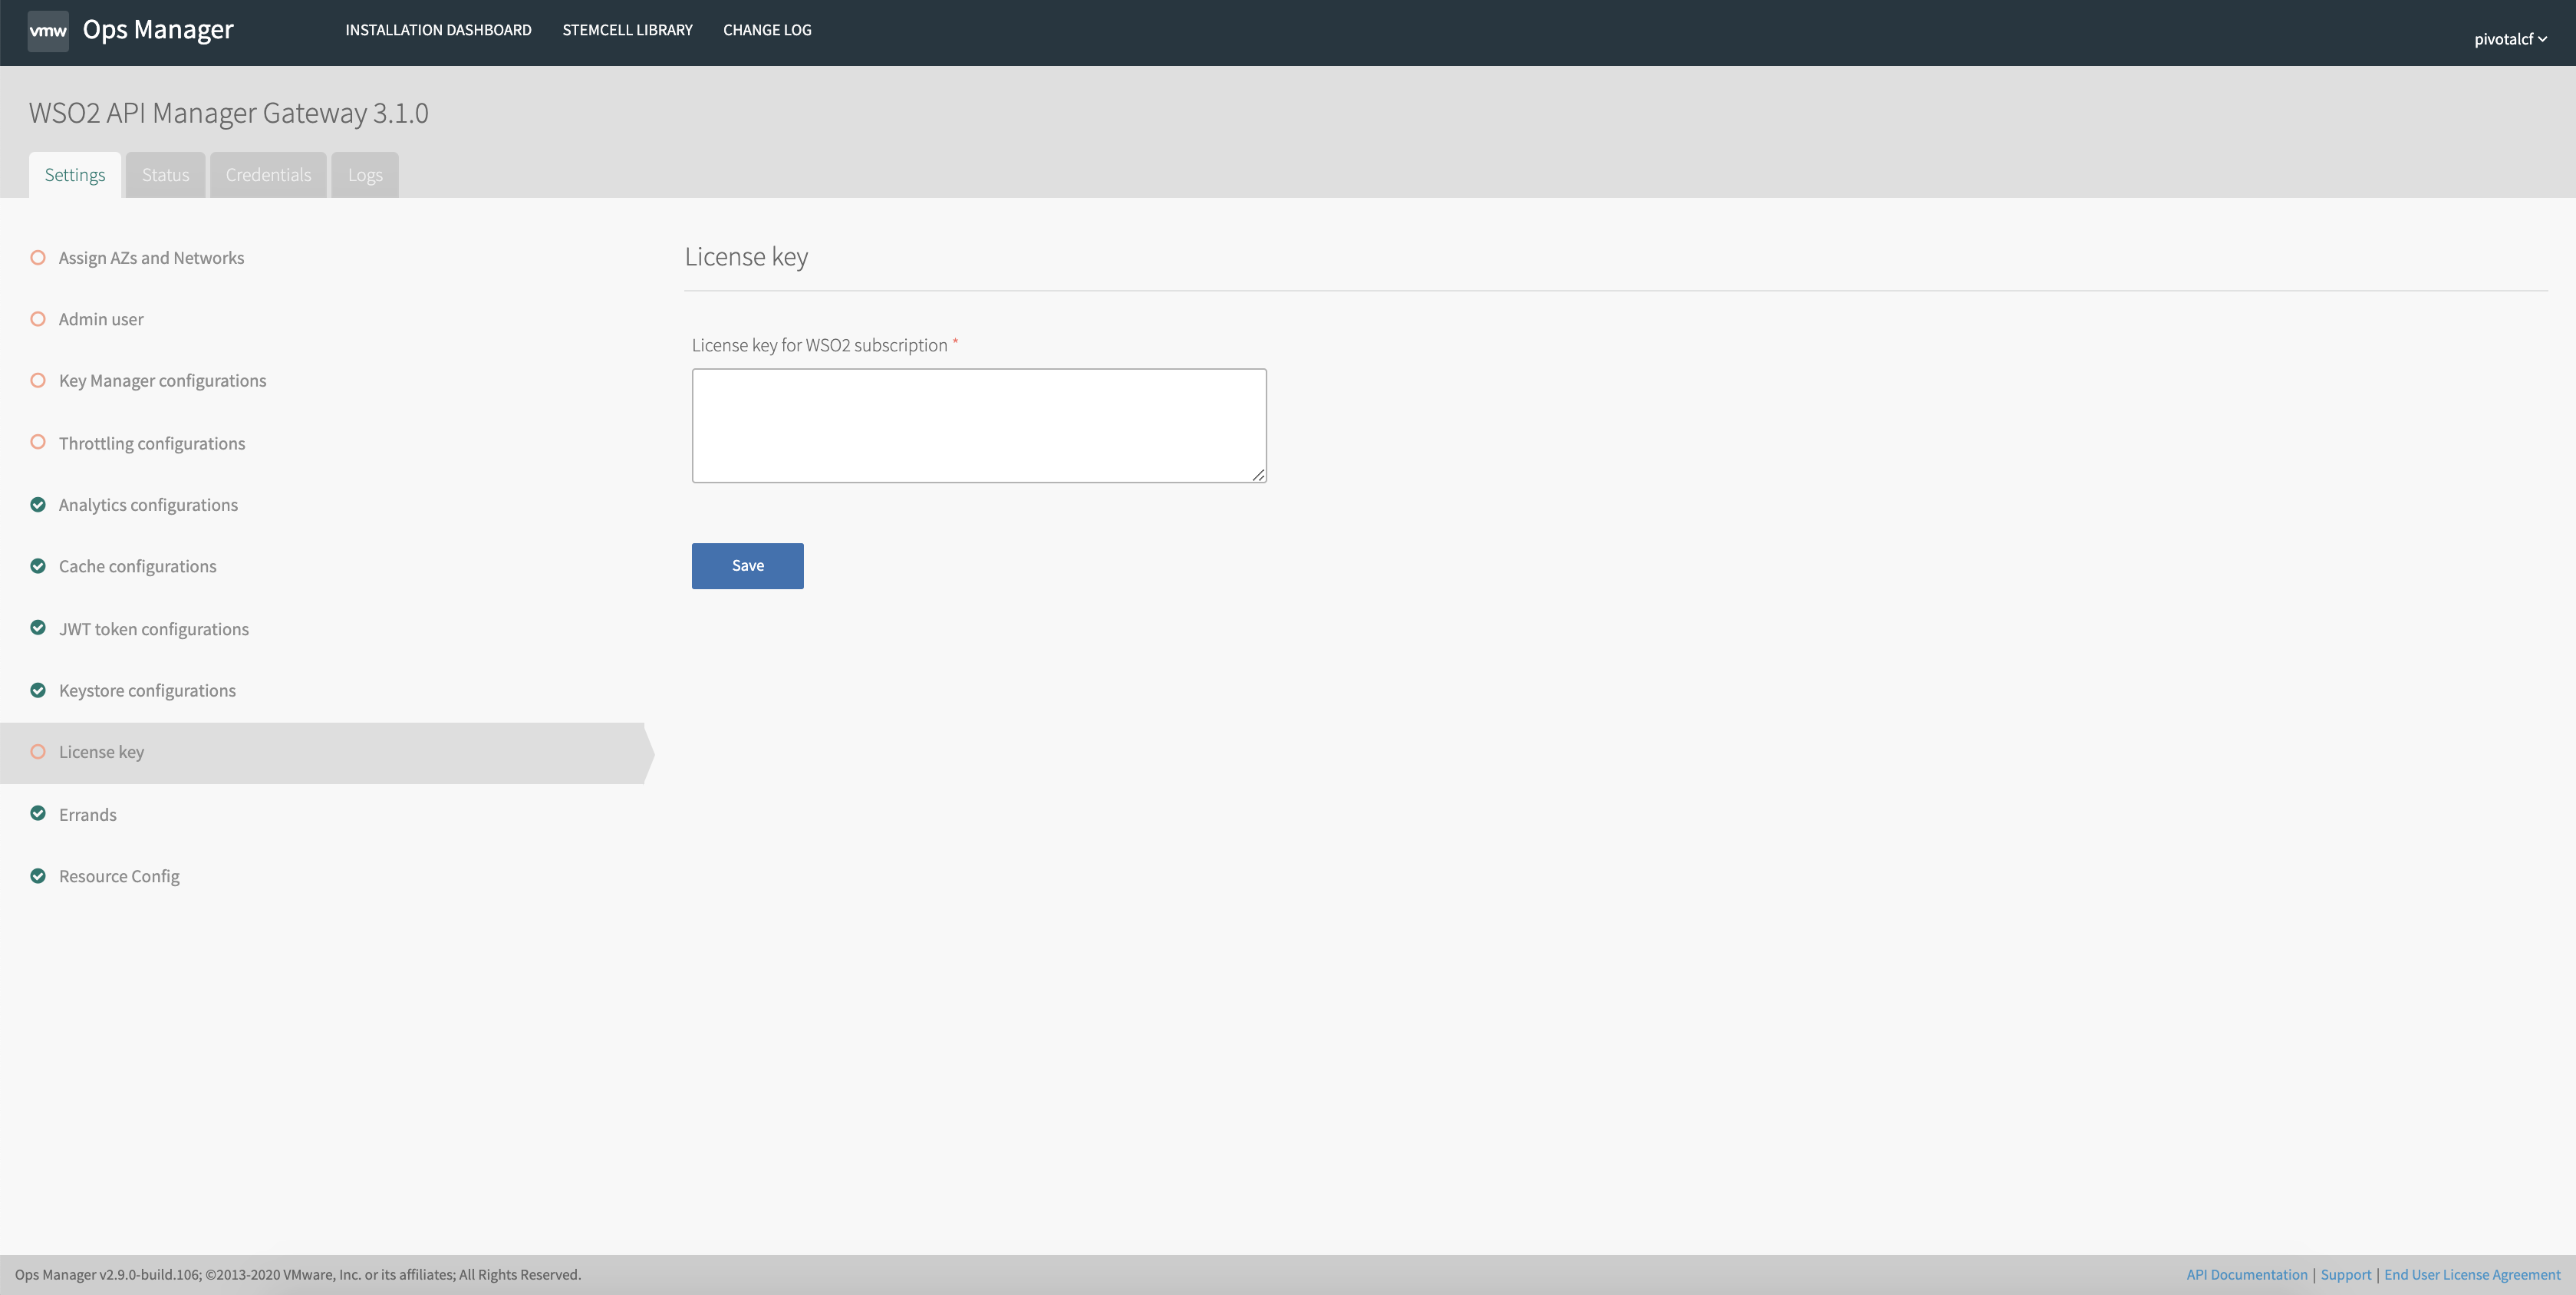 vmw Ops Manager INSTALLATION DASHBOARD STEMCELL LIBRARY CHANGE LOG pivotalcf
WSO2 API Manager Gateway 3.1.0
Settings Status Credentials Logs
Assign AZs and Networks
Admin user
Key Manager configurations
Throttling configurations
Analytics configurations
Cache configurations
JWT token configurations
Keystore configurations
License key
Errands
Resource Config
License key
License key for WSO2 subscription *
Save
Ops Manager v2.9.0-build.106; ©2013-2020 VMware, Inc. or its affiliates; All Rights Reserved.
API Documentation | Support | End User License Agreement